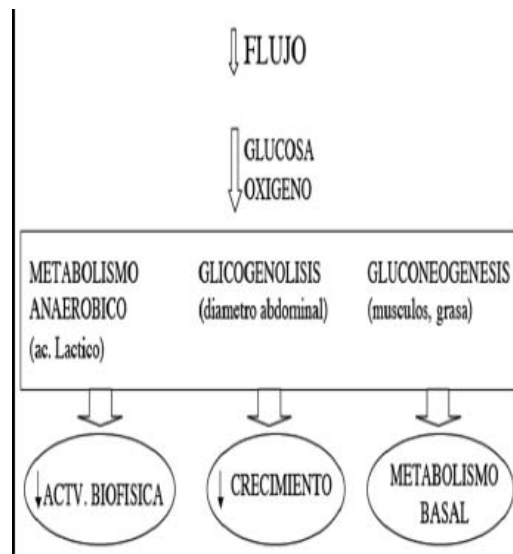 FLUJO
GLUCOSA
OXIGENO
METABOLISMO
ANAEROBICO
(ac. Lactico)
GLICOGENOLISIS
(diametro abdominal)
GLUCONEOGENESIS
(musculos, grasa)
↓ACTV. BIOFISICA
↓ CRECIMIENTO
METABOLISMO
BASAL